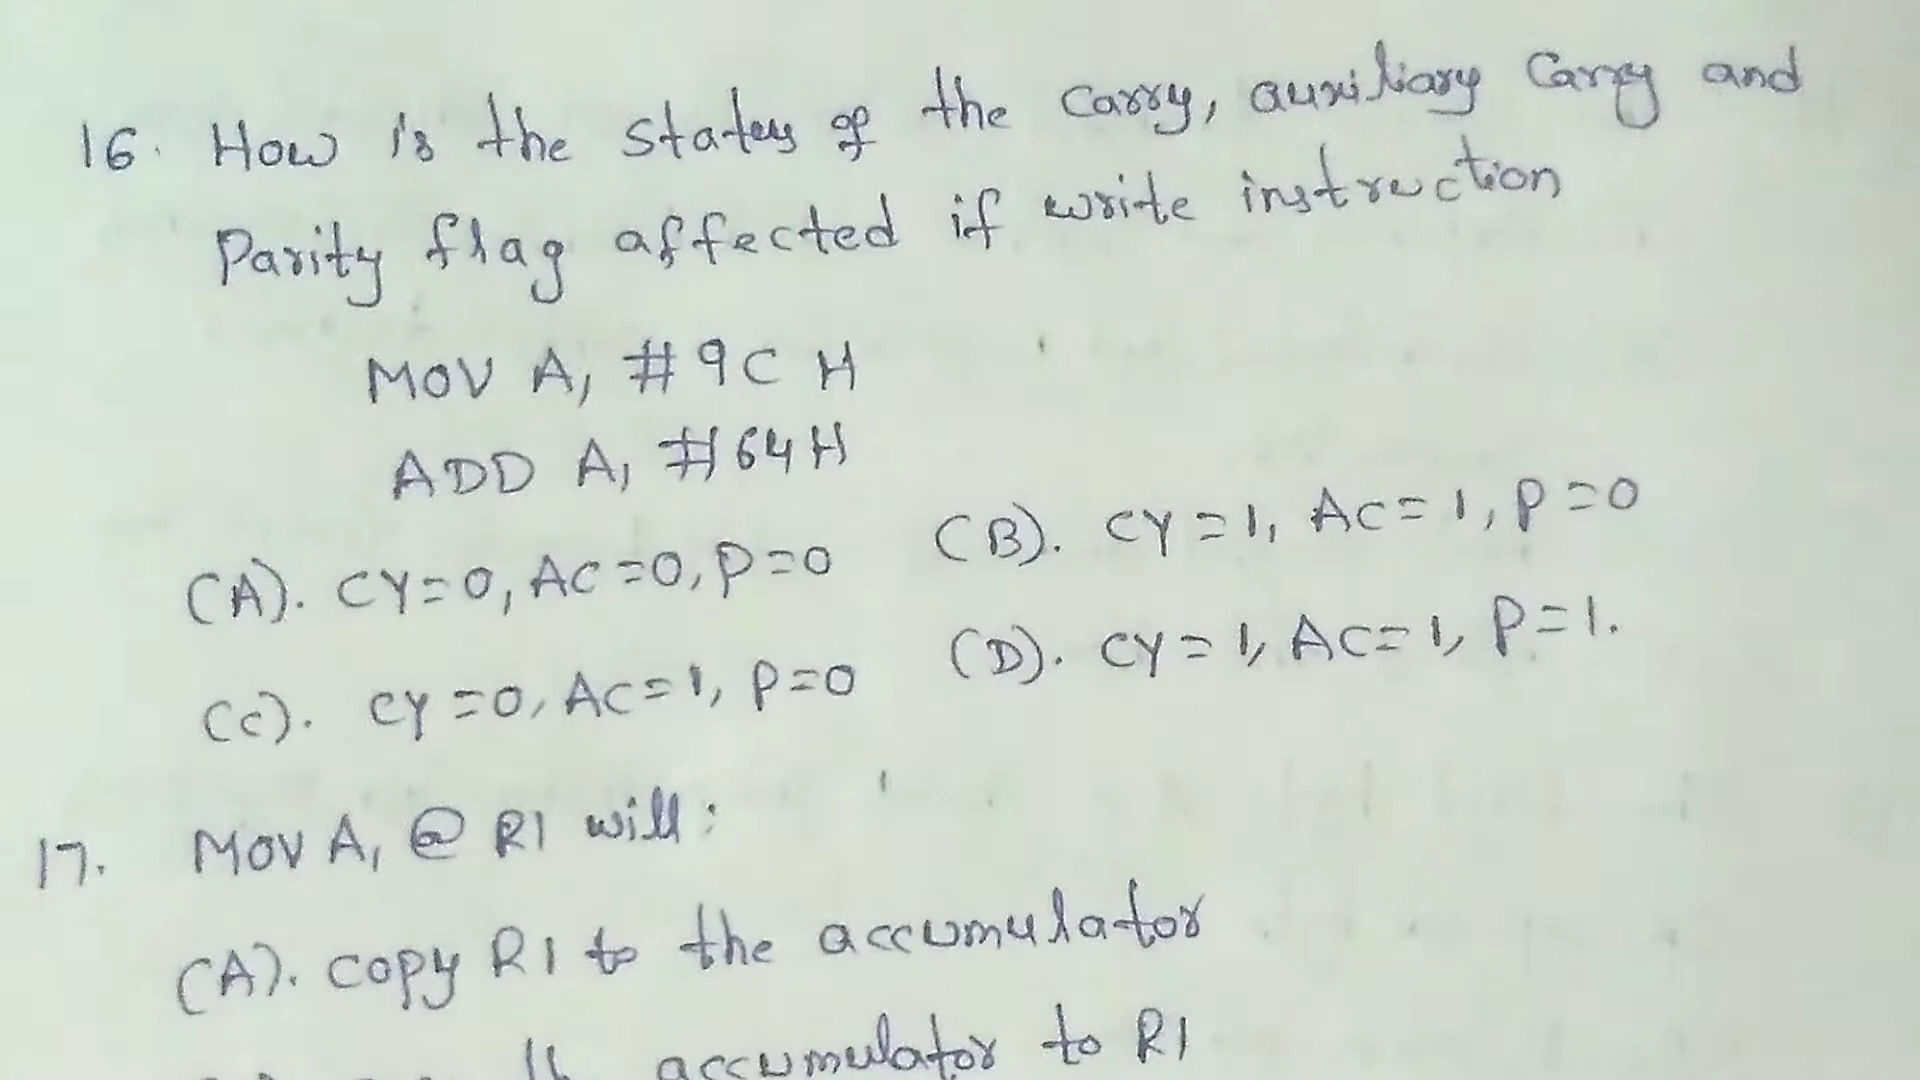 16. How is the status of the carry, auxiliary Carry and
Parity flag affected if write instruction
MOV A, #9C H
ADD A, #64H
(A). CY=0, AC=0, P=0
(B). CY=1, AC=1, P=0
(C). CY=0, AC=1, P=0
(D). CY=1, AC=1, P=1.
17. MOV A, @ R1 will:
(A). Copy R1 to the accumulator
accumulator to R1